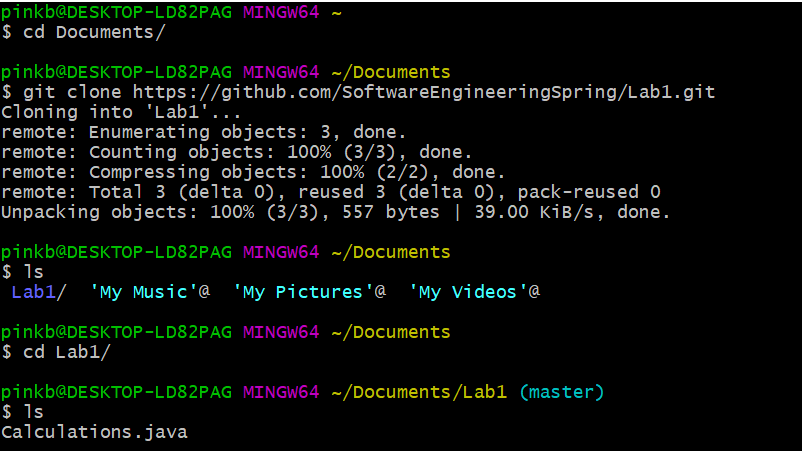 pinkb@DESKTOP-LD82PAG MINGW64 ~
$ cd Documents/
pinkb@DESKTOP-LD82PAG MINGW64 ~/Documents
$ git clone https://github.com/SoftwareEngineeringSpring/Lab1.git
Cloning into 'Lab1'...
remote: Enumerating objects: 3, done.
remote: Counting objects: 100% (3/3), done.
remote: Compressing objects: 100% (2/2), done.
remote: Total 3 (delta 0), reused 3 (delta 0), pack-reused 0
Unpacking objects: 100% (3/3), 557 bytes | 39.00 KiB/s, done.
pinkb@DESKTOP-LD82PAG MINGW64 ~/Documents
$ ls
Lab1/  'My Music'@  'My Pictures'@  'My Videos'@
pinkb@DESKTOP-LD82PAG MINGW64 ~/Documents
$ cd Lab1/
pinkb@DESKTOP-LD82PAG MINGW64 ~/Documents/Lab1 (master)
$ ls
Calculations.java